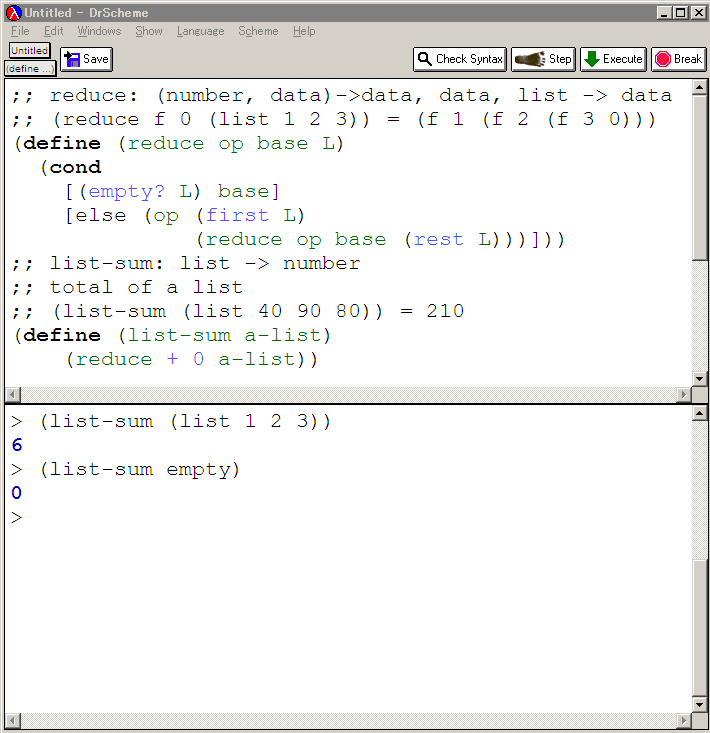 Untitled - DrScheme
File Edit Windows Show Language Scheme Help
Untitled
(define ...)
Save
Check Syntax
Step
Execute
Break
;; reduce: (number, data)->data, data, list -> data
;; (reduce f 0 (list 1 2 3)) = (f 1 (f 2 (f 3 0)))
(define (reduce op base L)
  (cond
    [(empty? L) base]
    [else (op (first L)
              (reduce op base (rest L)))]))
;; list-sum: list -> number
;; total of a list
;; (list-sum (list 40 90 80)) = 210
(define (list-sum a-list)
    (reduce + 0 a-list))
> (list-sum (list 1 2 3))
6
> (list-sum empty)
0
>